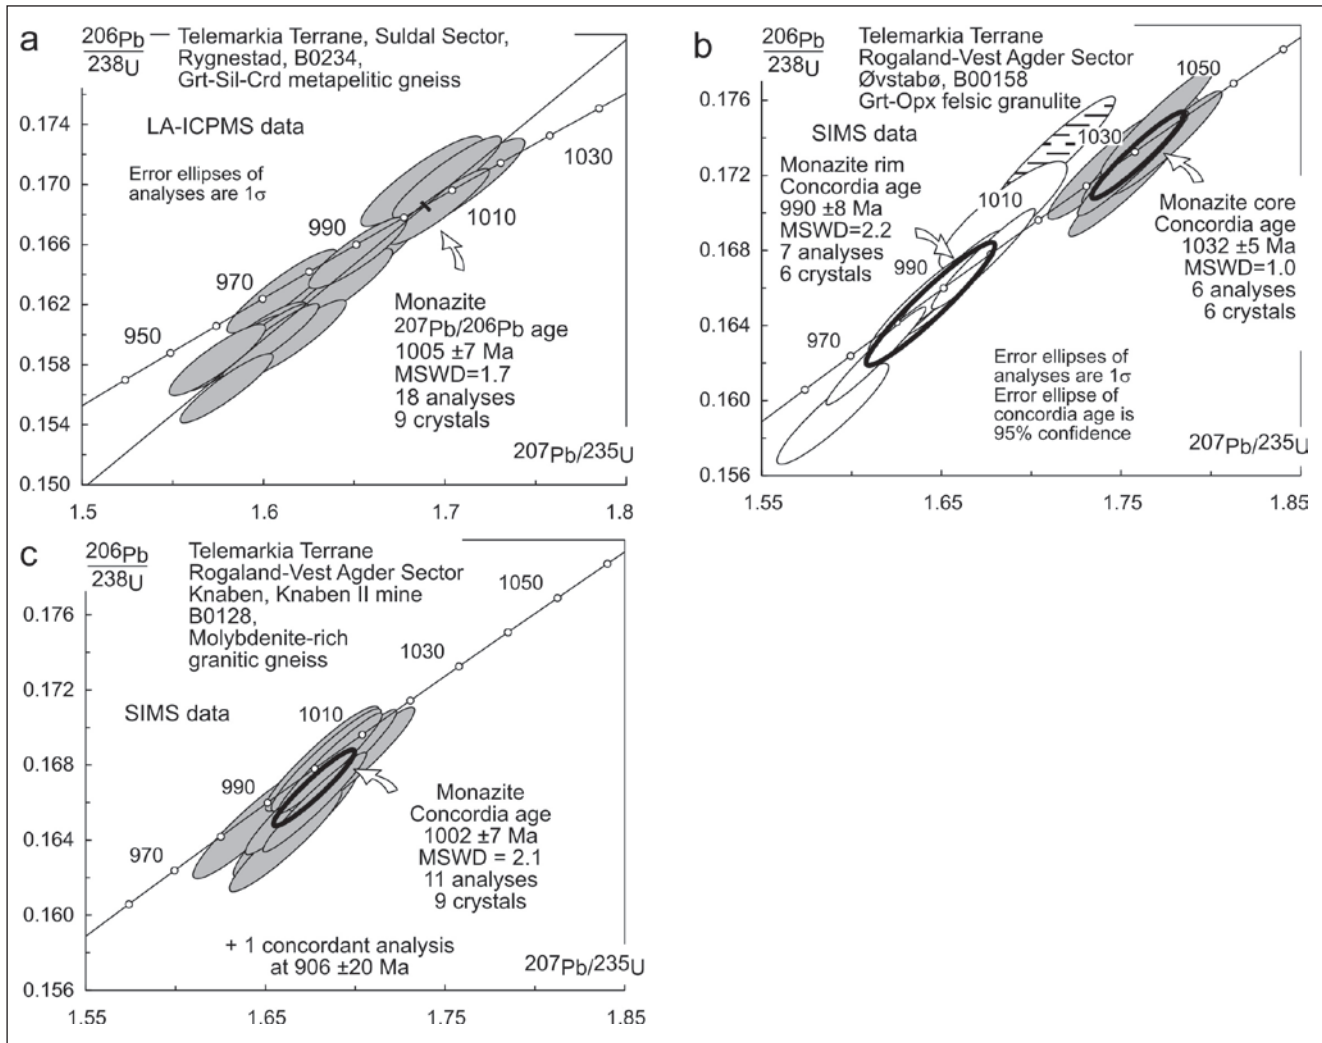 a
206Pb
238U
Telemarkia Terrane, Suldal Sector,
Rygnestad, B0234,
Grt-Sil-Crd metapelitic gneiss
LA-ICPMS data
Error ellipses of
analyses are 1σ
0.174
0.170
0.166
0.162
0.158
0.154
0.150
950
970
990
1010
1030
Monazite
207Pb/206Pb age
1005 ±7 Ma
MSWD=1.7
18 analyses
9 crystals
207Pb/235U
1.5
1.6
1.7
1.8
b
206Pb
238U
Telemarkia Terrane
Rogaland-Vest Agder Sector
Øvstabø, B00158
Grt-Opx felsic granulite
SIMS data
Monazite rim
Concordia age
990 ±8 Ma
MSWD=2.2
7 analyses
6 crystals
0.176
0.172
0.168
0.164
0.160
0.156
970
990
1010
1030
1050
Monazite core
Concordia age
1032 ±5 Ma
MSWD=1.0
6 analyses
6 crystals
Error ellipses of
analyses are 1σ
Error ellipse of
concordia age is
95% confidence
207Pb/235U
1.55
1.65
1.75
1.85
c
206Pb
238U
Telemarkia Terrane
Rogaland-Vest Agder Sector
Knaben, Knaben II mine
B0128,
Molybdenite-rich
granitic gneiss
SIMS data
0.176
0.172
0.168
0.164
0.160
0.156
970
990
1010
1030
1050
Monazite
Concordia age
1002 ±7 Ma
MSWD = 2.1
11 analyses
9 crystals
+ 1 concordant analysis
at 906 ±20 Ma
207Pb/235U
1.55
1.65
1.75
1.85